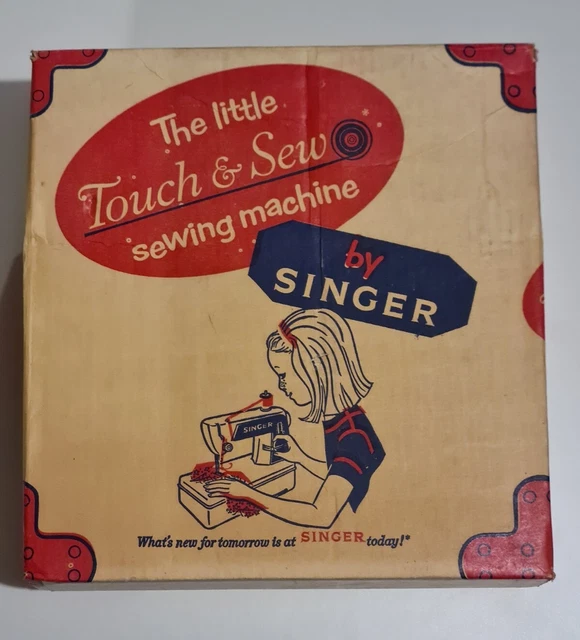 The little
Touch & Sew
sewing machine
by
SINGER
SINGER
What's new for tomorrow is at SINGER today!*